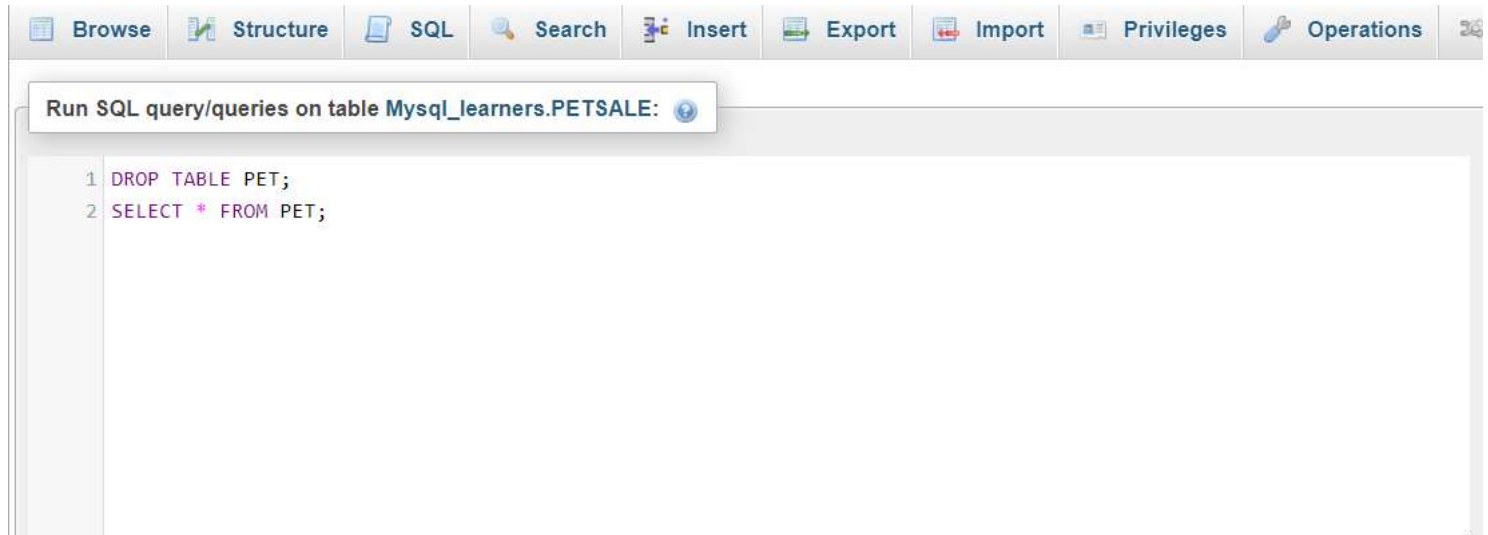 Browse Structure SQL Search Insert Export Import Privileges Operations
Run SQL query/queries on table Mysql_learners.PETSALE:
1 DROP TABLE PET;
2 SELECT * FROM PET;